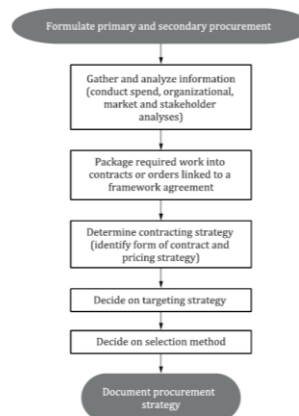 Formulate primary and secondary procurement
Gather and analyze information
(conduct spend, organizational,
market and stakeholder
analyses)
Package required work into
contracts or orders linked to a
framework agreement
Determine contracting strategy
(identify form of contract and
pricing strategy)
Decide on targeting strategy
Decide on selection method
Document procurement
strategy